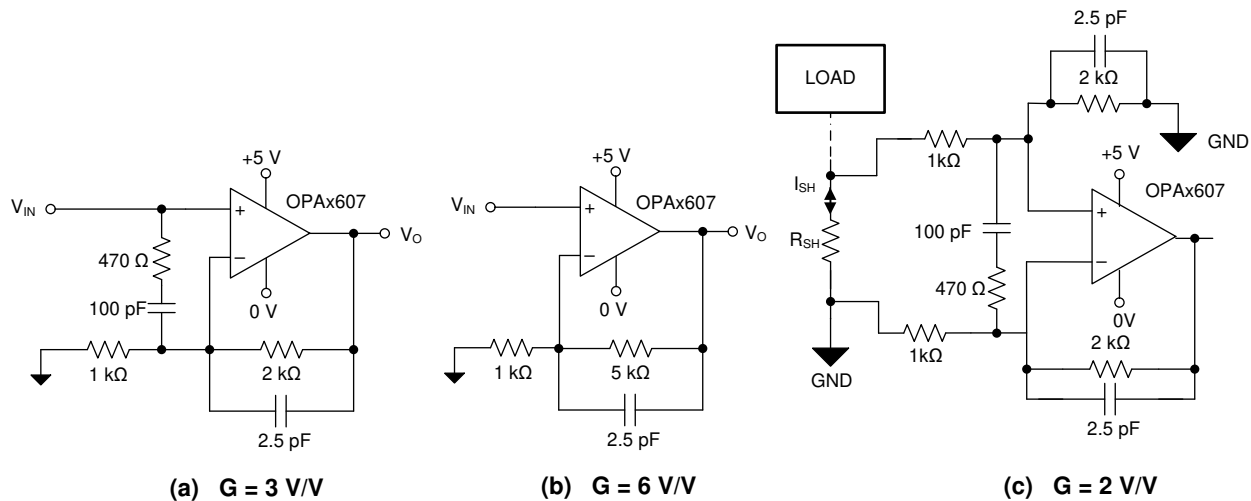 +5 V
OPAx607
V_IN
+
−
V_O
470 Ω
100 pF
0 V
1 kΩ
2 kΩ
2.5 pF
(a) G = 3 V/V
+5 V
OPAx607
V_IN
+
−
V_O
0 V
1 kΩ
5 kΩ
2.5 pF
(b) G = 6 V/V
2.5 pF
2 kΩ
GND
LOAD
1kΩ
I_SH
R_SH
+5 V
OPAx607
+
−
100 pF
470 Ω
0V
1kΩ
GND
2 kΩ
2.5 pF
(c) G = 2 V/V